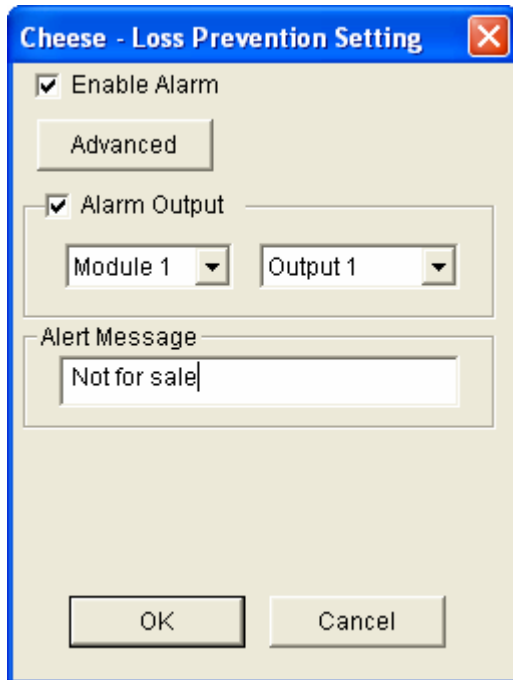 Cheese - Loss Prevention Setting
Enable Alarm
Advanced
Alarm Output
Module 1 Output 1
Alert Message
Not for sale
OK Cancel